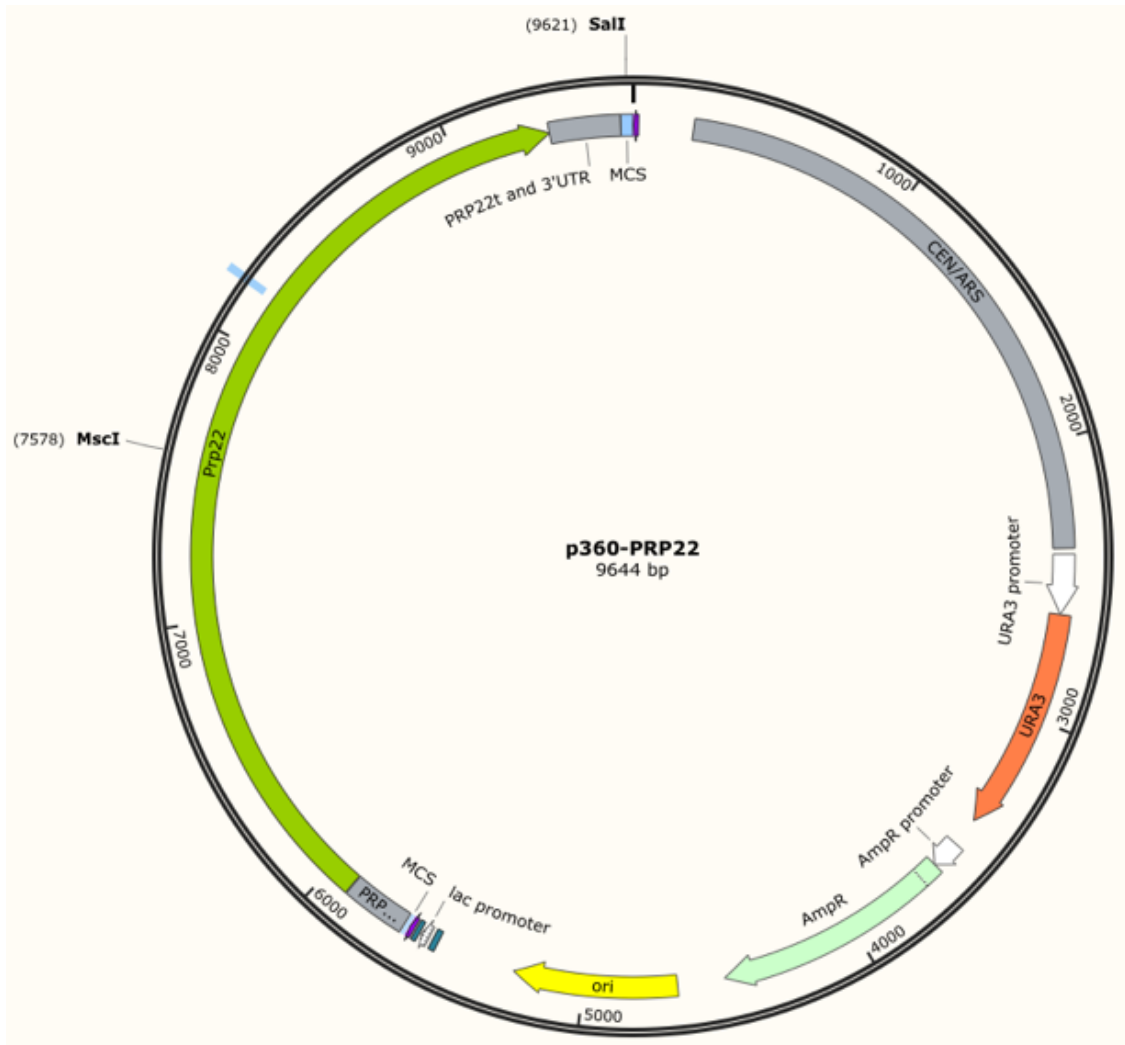 (9621) SalI
9000
PRP22t and 3'UTR
MCS
1000
CEN/ARS
8000
2000
(7578) MscI
Prp22
p360-PRP22
9644 bp
URA3 promoter
7000
3000
URA3
AmpR promoter
MCS
lac promoter
6000
PRP...
AmpR
4000
ori
5000